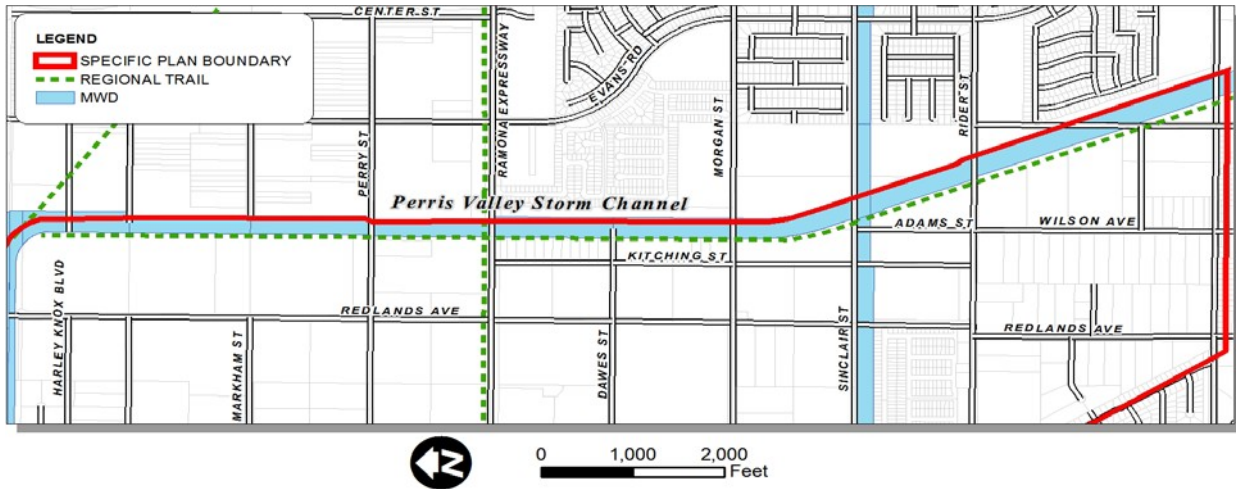 CENTER ST
LEGEND
SPECIFIC PLAN BOUNDARY
REGIONAL TRAIL
MWD
RAMONA EXPRESSWAY
EVANS RD
PERRY ST
MORGAN ST
RIDER ST
Perris Valley Storm Channel
ADAMS ST
WILSON AVE
KITCHING ST
HARLEY KNOX BLVD
REDLANDS AVE
MARKHAM ST
DAWES ST
SINCLAIR ST
REDLANDS AVE
N
0 1,000 2,000
Feet